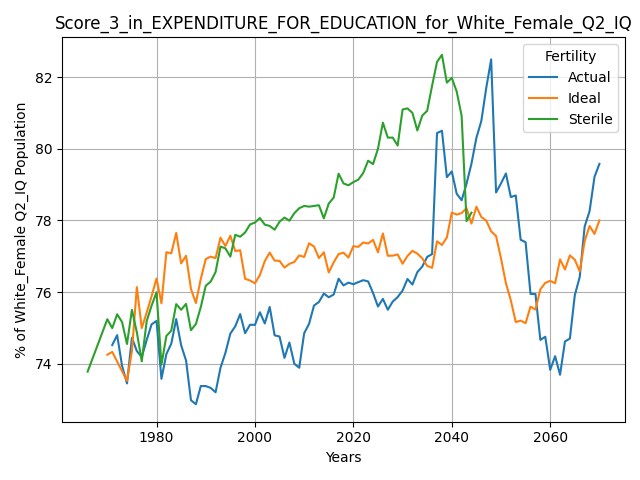 Score_3_in_EXPENDITURE_FOR_EDUCATION_for_White_Female_Q2_IQ
Fertility
Actual
Ideal
Sterile
% of White_Female Q2_IQ Population
82
80
78
76
74
1980
2000
2020
2040
2060
Years